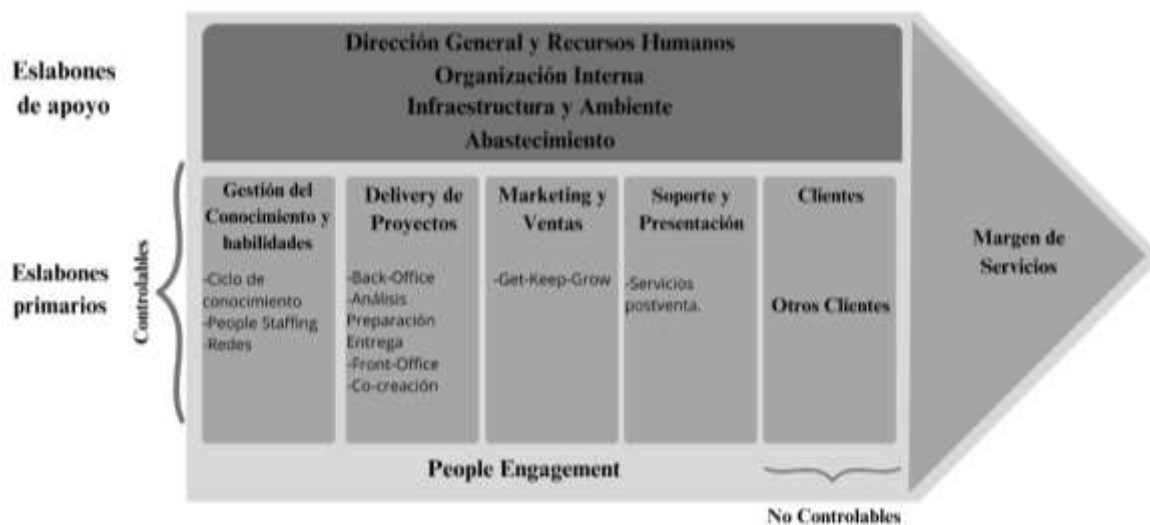 Eslabones
de apoyo
Dirección General y Recursos Humanos
Organización Interna
Infraestructura y Ambiente
Abastecimiento
Eslabones
primarios
Controlables
Gestión del
Conocimiento y
habilidades
-Ciclo de
conocimiento
-People Staffing
-Redes
Delivery de
Proyectos
-Back-Office
-Análisis
Preparación
Entrega
-Front-Office
-Co-creación
Marketing y
Ventas
-Get-Keep-Grow
Soporte y
Presentación
-Servicios
postventa.
Clientes
Otros Clientes
Margen de
Servicios
People Engagement
No Controlables